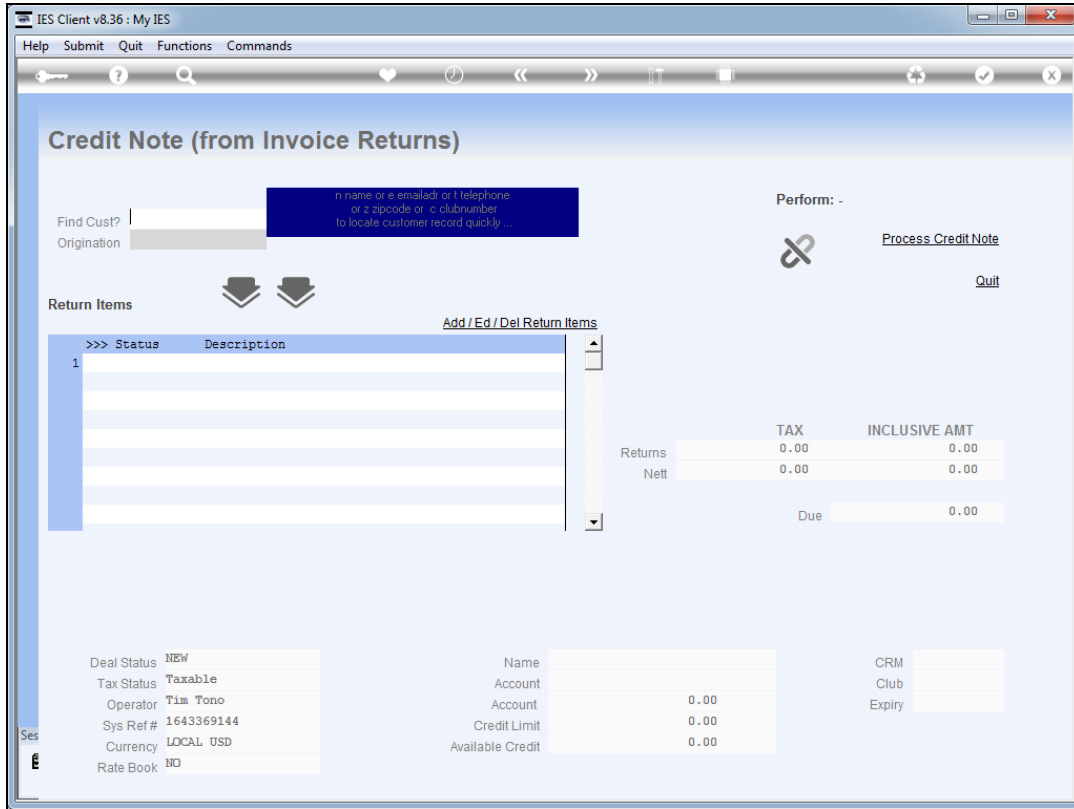 IES Client v8.36 : My IES
Help Submit Quit Functions Commands
Credit Note (from Invoice Returns)
n name or e emailadr or t telephone
or z zipcode or c clubnumber
to locate customer record quickly ...
Find Cust?
Origination
Perform: -
Process Credit Note
Quit
Return Items
Add / Ed / Del Return Items
>>> Status Description
1
TAX INCLUSIVE AMT
Returns 0.00 0.00
Nett 0.00 0.00
Due 0.00
Deal Status NEW
Tax Status Taxable
Operator Tim Tono
Sys Ref # 1643369144
Currency LOCAL USD
Rate Book NO
Name
Account
Account 0.00
Credit Limit 0.00
Available Credit 0.00
CRM
Club
Expiry
Ses